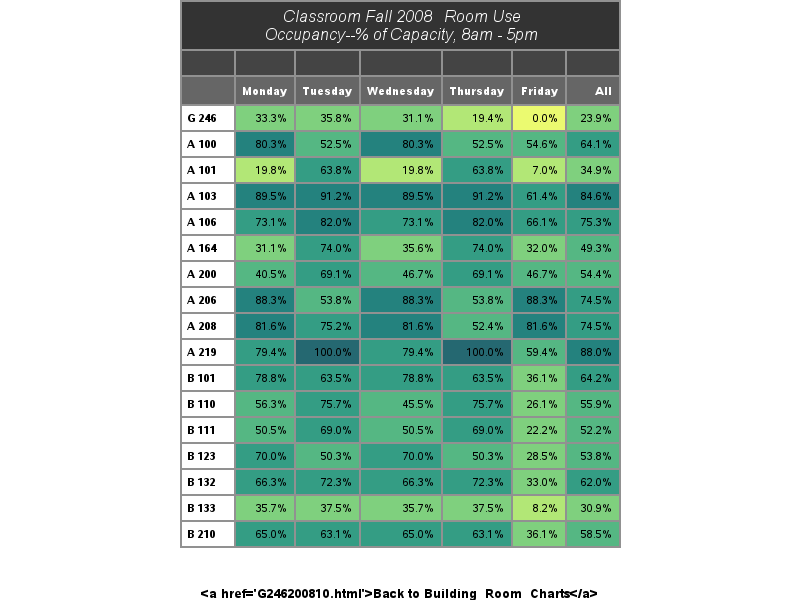 Classroom Fall 2008 Room Use
Occupancy--% of Capacity, 8am - 5pm
Monday Tuesday Wednesday Thursday Friday All
G 246 33.3% 35.8% 31.1% 19.4% 0.0% 23.9%
A 100 80.3% 52.5% 80.3% 52.5% 54.6% 64.1%
A 101 19.8% 63.8% 19.8% 63.8% 7.0% 34.9%
A 103 89.5% 91.2% 89.5% 91.2% 61.4% 84.6%
A 106 73.1% 82.0% 73.1% 82.0% 66.1% 75.3%
A 164 31.1% 74.0% 35.6% 74.0% 32.0% 49.3%
A 200 40.5% 69.1% 46.7% 69.1% 46.7% 54.4%
A 206 88.3% 53.8% 88.3% 53.8% 88.3% 74.5%
A 208 81.6% 75.2% 81.6% 52.4% 81.6% 74.5%
A 219 79.4% 100.0% 79.4% 100.0% 59.4% 88.0%
B 101 78.8% 63.5% 78.8% 63.5% 36.1% 64.2%
B 110 56.3% 75.7% 45.5% 75.7% 26.1% 55.9%
B 111 50.5% 69.0% 50.5% 69.0% 22.2% 52.2%
B 123 70.0% 50.3% 70.0% 50.3% 28.5% 53.8%
B 132 66.3% 72.3% 66.3% 72.3% 33.0% 62.0%
B 133 35.7% 37.5% 35.7% 37.5% 8.2% 30.9%
B 210 65.0% 63.1% 65.0% 63.1% 36.1% 58.5%
<a href='G246200810.html'>Back to Building Room Charts</a>